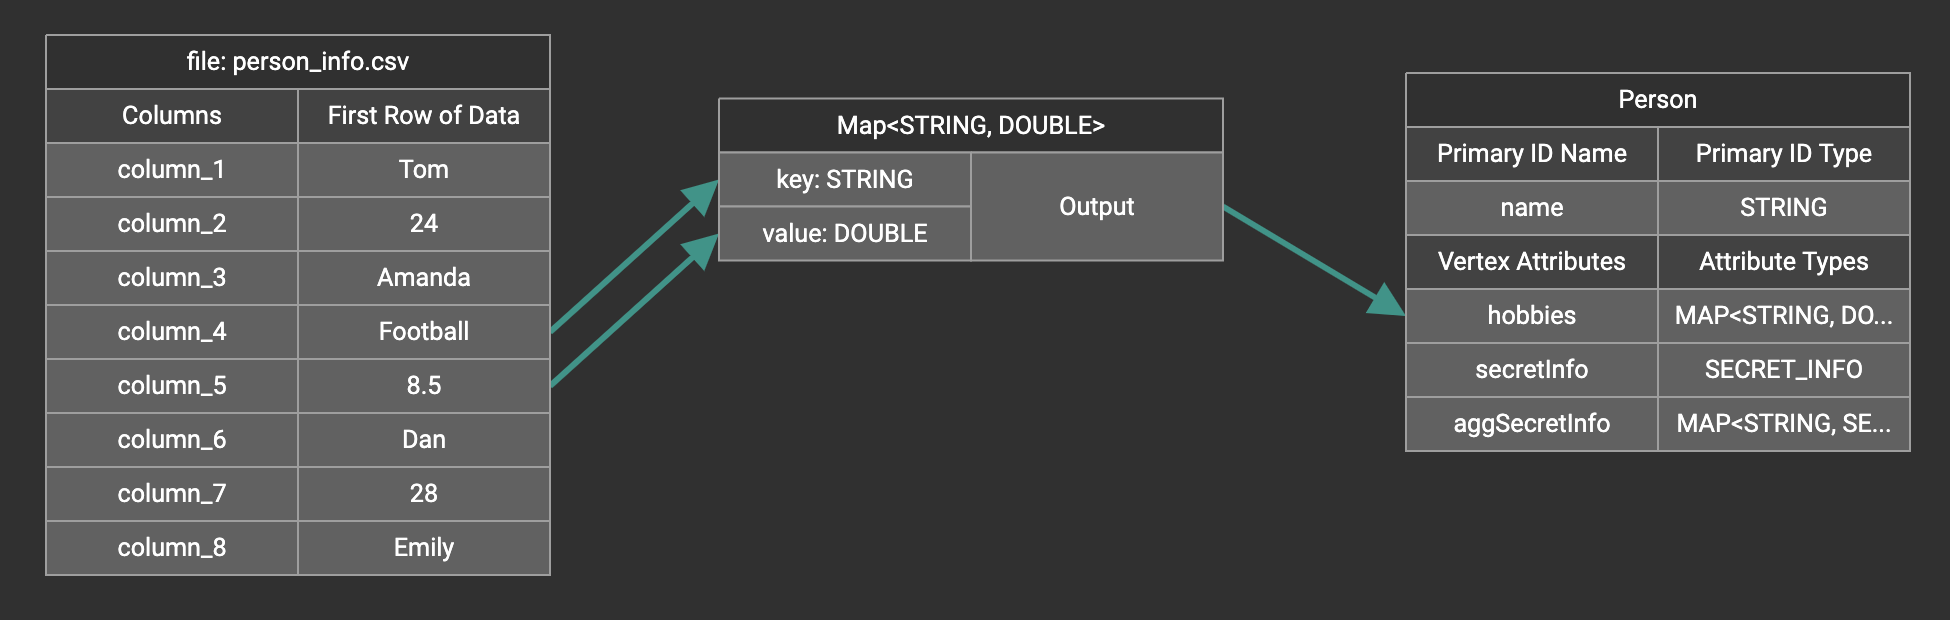 file: person_info.csv
Columns First Row of Data
column_1 Tom
column_2 24
column_3 Amanda
column_4 Football
column_5 8.5
column_6 Dan
column_7 28
column_8 Emily
Map<STRING, DOUBLE>
key: STRING
value: DOUBLE
Output
Person
Primary ID Name Primary ID Type
name STRING
Vertex Attributes Attribute Types
hobbies MAP<STRING, DO...
secretInfo SECRET_INFO
aggSecretInfo MAP<STRING, SE...